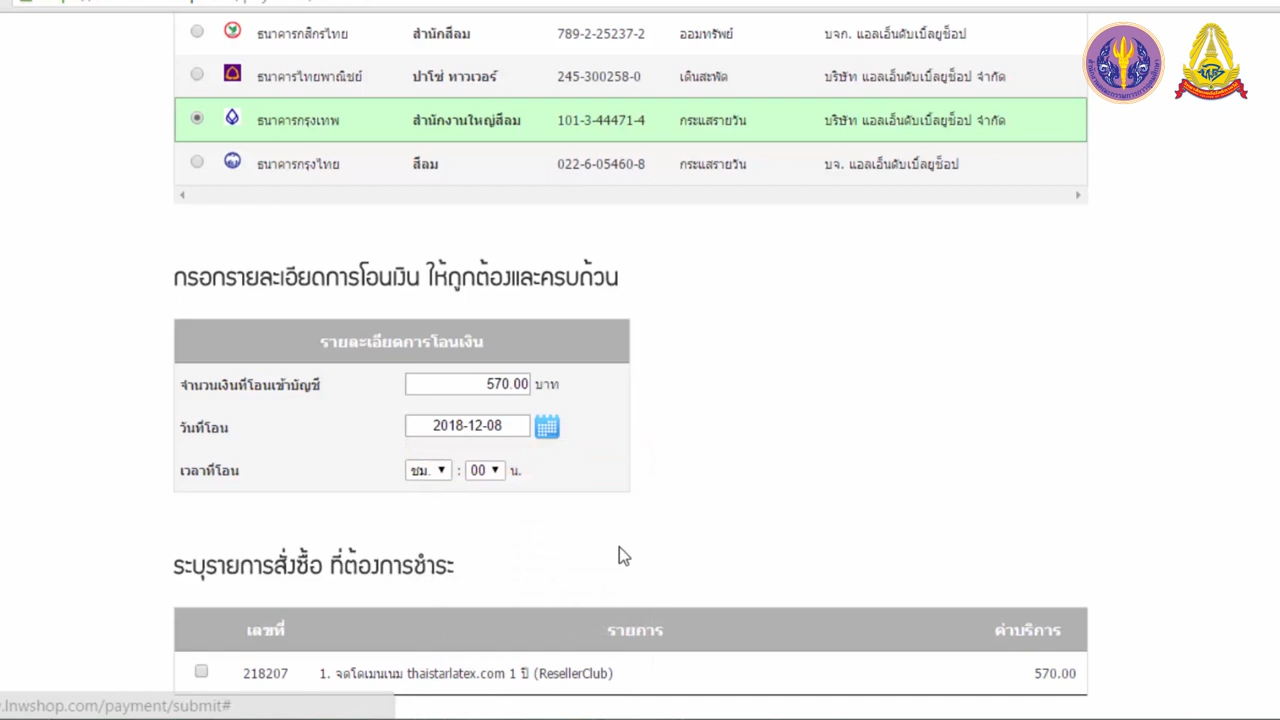 ธนาคารกสิกรไทย สำนักสีลม 789-2-25237-2 ออมทรัพย์ บจก. แอลเอ็นดับเบิ้ลยูช็อป
ธนาคารไทยพาณิชย์ ปาโซ่ ทาวเวอร์ 245-300258-0 เดินสะพัด บริษัท แอลเอ็นดับเบิ้ลยูช็อป จำกัด
ธนาคารกรุงเทพ สำนักงานใหญ่สีลม 101-3-44471-4 กระแสรายวัน บริษัท แอลเอ็นดับเบิ้ลยูช็อป จำกัด
ธนาคารกรุงไทย สีลม 022-6-05460-8 กระแสรายวัน บจ. แอลเอ็นดับเบิ้ลยูช็อป
กรอกรายละเอียดการโอนเงิน ให้ถูกต้องและครบถ้วน
รายละเอียดการโอนเงิน
จำนวนเงินที่โอนเข้าบัญชี 570.00 บาท
วันที่โอน 2018-12-08
เวลาที่โอน ชม. : 00 น.
ระบุรายการสั่งซื้อ ที่ต้องการชำระ
เลขที่ รายการ ค่าบริการ
218207 1. จดโดเมนเนม thaistarlatex.com 1 ปี (ResellerClub) 570.00
.lnwshop.com/payment/submit#